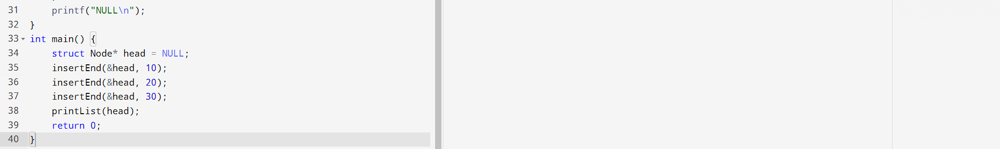 31 printf("NULL\n");
32 }
33 int main() {
34 struct Node* head = NULL;
35 insertEnd(&head, 10);
36 insertEnd(&head, 20);
37 insertEnd(&head, 30);
38 printList(head);
39 return 0;
40 }